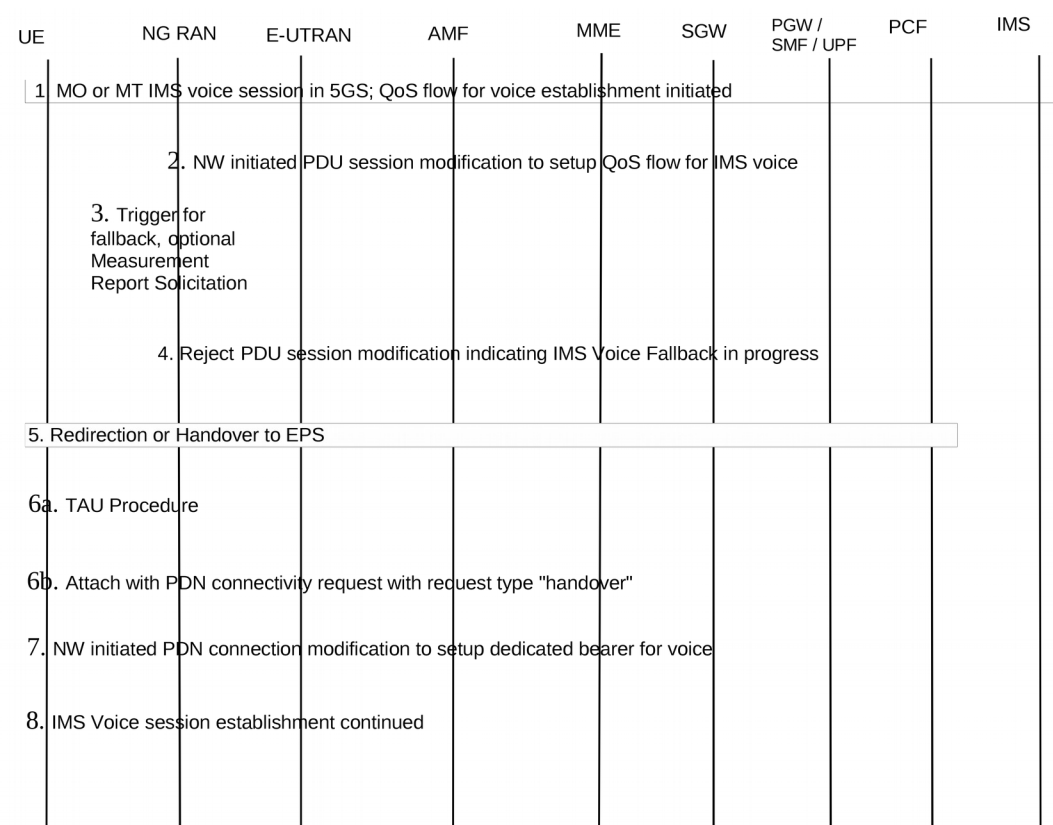 UE
NG RAN
E-UTRAN
AMF
MME
SGW
PGW /
SMF / UPF
PCF
IMS
1 MO or MT IMS voice session in 5GS; QoS flow for voice establishment initiated
2. NW initiated PDU session modification to setup QoS flow for IMS voice
3. Trigger for
fallback, optional
Measurement
Report Solicitation
4. Reject PDU session modification indicating IMS Voice Fallback in progress
5. Redirection or Handover to EPS
6a. TAU Procedure
6b. Attach with PDN connectivity request with request type "handover"
7. NW initiated PDN connection modification to setup dedicated bearer for voice
8. IMS Voice session establishment continued